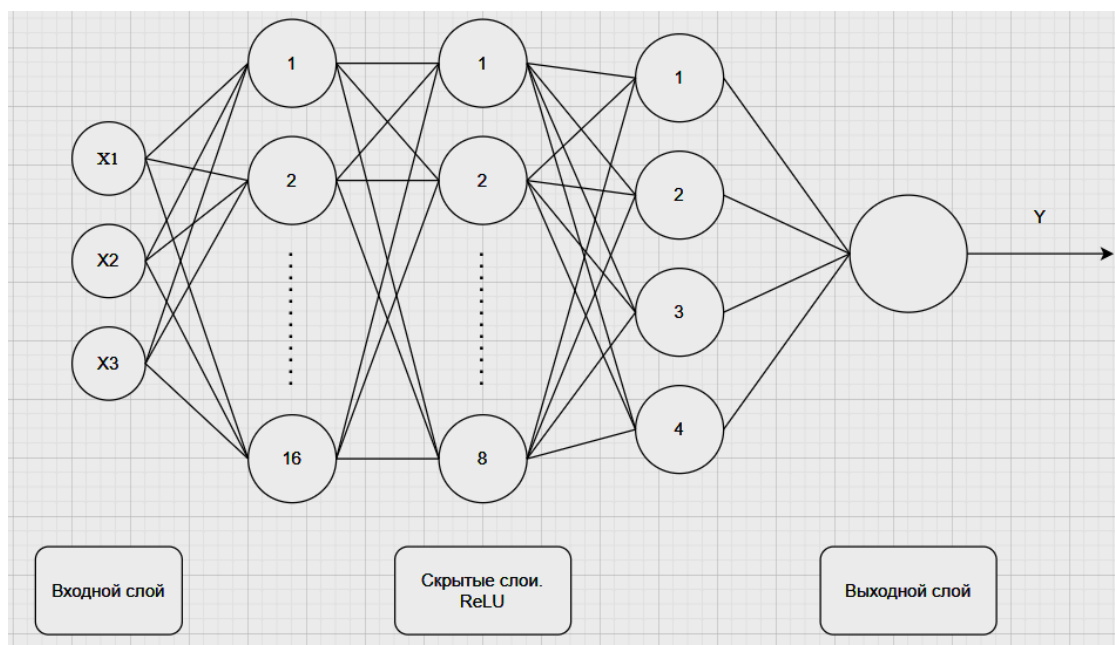 X1
X2
X3
1
2
16
1
2
8
1
2
3
4
Y
Входной слой
Скрытые слои.
ReLU
Выходной слой